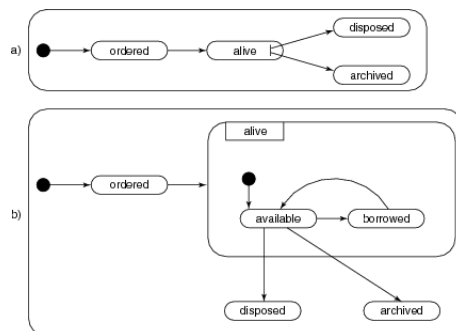 disposed
a) ordered alive
archived
alive
ordered
b) available borrowed
disposed archived